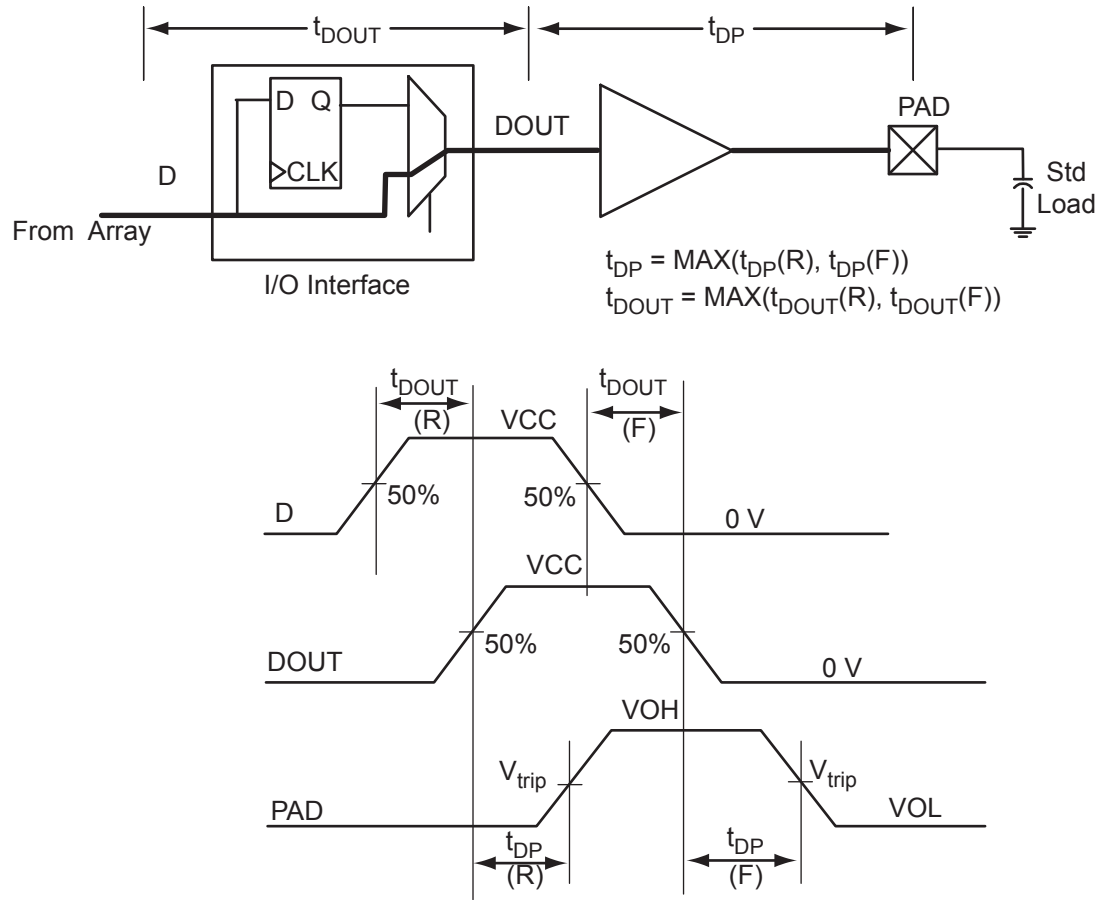 tDOUT
tDP
D Q
CLK
DOUT
PAD
D
From Array
Std
Load
I/O Interface
tDP = MAX(tDP(R), tDP(F))
tDOUT = MAX(tDOUT(R), tDOUT(F))
tDOUT
(R)
VCC
tDOUT
(F)
50%
50%
D
0 V
VCC
50%
50%
DOUT
0 V
VOH
Vtrip
Vtrip
PAD
VOL
tDP
(R)
tDP
(F)